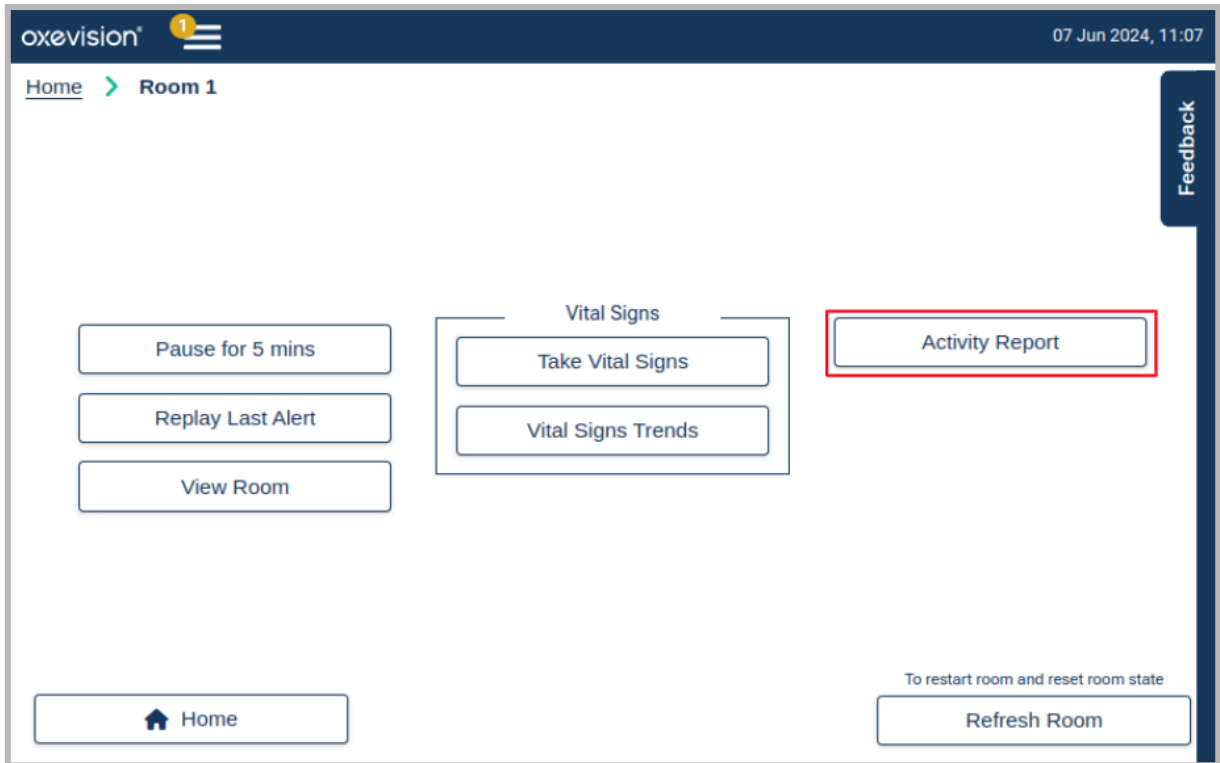 oxevision®
1
07 Jun 2024, 11:07
Home > Room 1
Feedback
Pause for 5 mins
Replay Last Alert
View Room
Vital Signs
Take Vital Signs
Vital Signs Trends
Activity Report
Home
To restart room and reset room state
Refresh Room